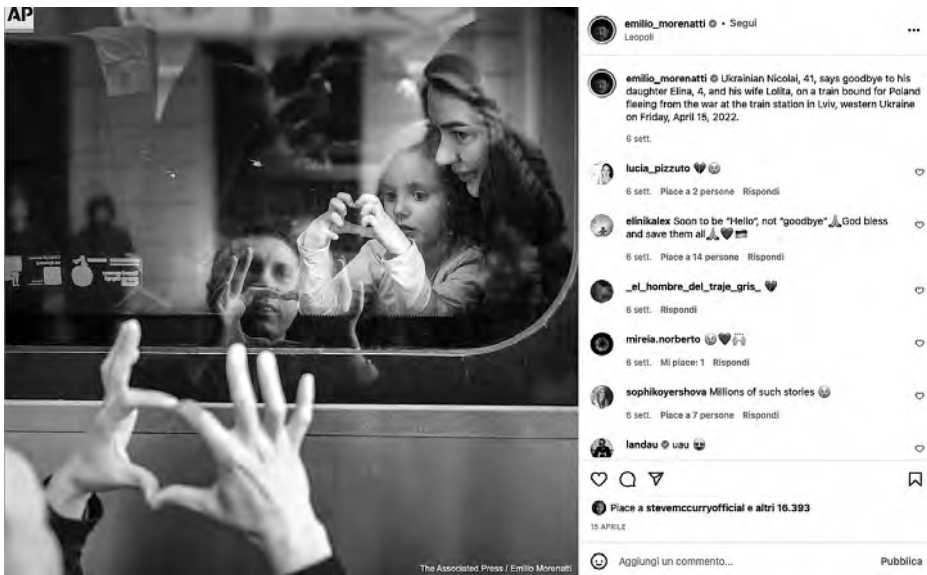 AP
The Associated Press / Emilio Morenatti
emilio_morenatti • Segui
Leopoli
emilio_morenatti Ukrainian Nicolai, 41, says goodbye to his
daughter Elina, 4, and his wife Lolita, on a train bound for Poland
fleeing from the war at the train station in Lviv, western Ukraine
on Friday, April 15, 2022.
6 sett.
lucia_pizzuto 💔😢
6 sett. Piace a 2 persone Rispondi
elinikalex Soon to be "Hello", not "goodbye"🙏God bless
and save them all🙏
6 sett. Piace a 14 persone Rispondi
_el_hombre_del_traje_gris_ 💔
6 sett. Rispondi
mireia.norberto
6 sett. Mi piace: 1 Rispondi
sophikoyershova Millions of such stories 😢
6 sett. Piace a 7 persone Rispondi
landau uau
Piace a stevemccurryofficial e altri 16.393
15 APRILE
Aggiungi un commento...
Pubblica